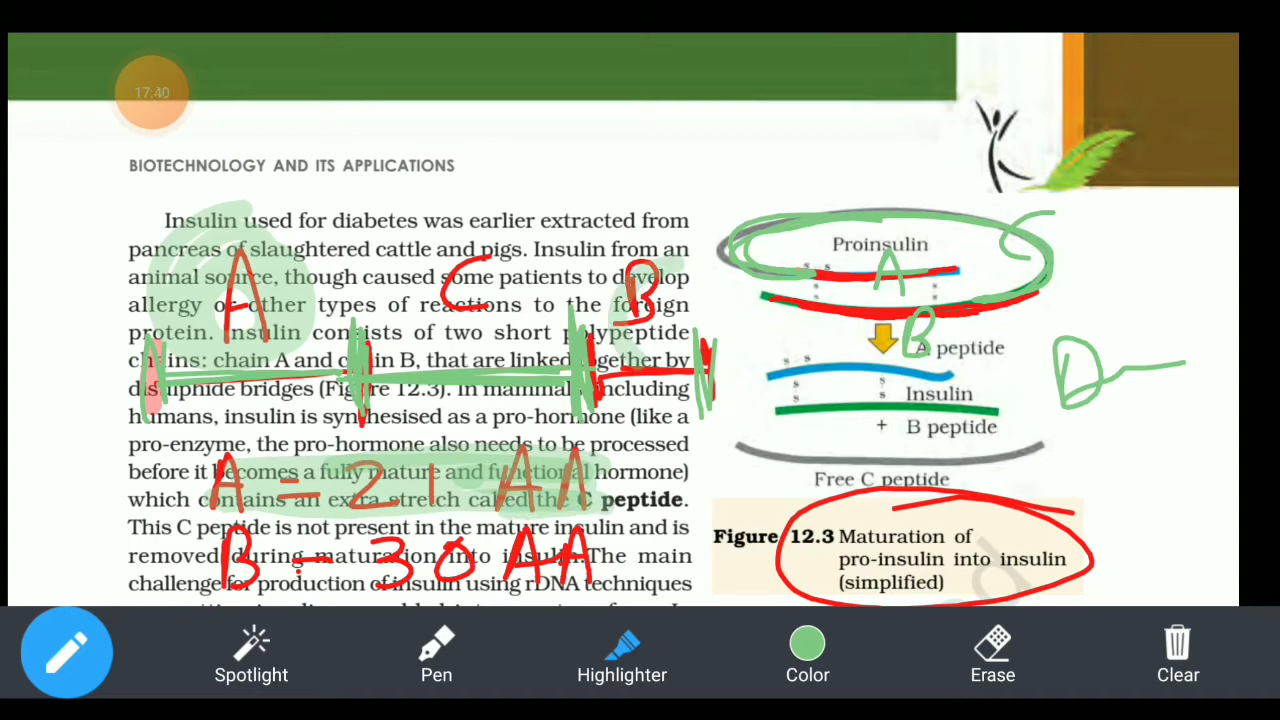 17:40
BIOTECHNOLOGY AND ITS APPLICATIONS
Insulin used for diabetes was earlier extracted from
pancreas of slaughtered cattle and pigs. Insulin from an
animal source, though caused some patients to develop
allergy or other types of reactions to the foreign
protein. Insulin consists of two short polypeptide
chains: chain A and chain B, that are linked together by
disulphide bridges (Figure 12.3). In mammals, including
humans, insulin is synthesised as a pro-hormone (like a
pro-enzyme, the pro-hormone also needs to be processed
before it becomes a fully mature and functional hormone)
which contains an extra stretch called the C peptide.
This C peptide is not present in the mature insulin and is
removed during maturation into insulin. The main
challenge for production of insulin using rDNA techniques
A C B
A = 21 AA
B = 30 AA
Proinsulin
C
s s
A
B
A peptide
D
s s
s s
s s
Insulin
+ B peptide
Free C peptide
Figure 12.3 Maturation of
pro-insulin into insulin
(simplified)
Spotlight
Pen
Highlighter
Color
Erase
Clear